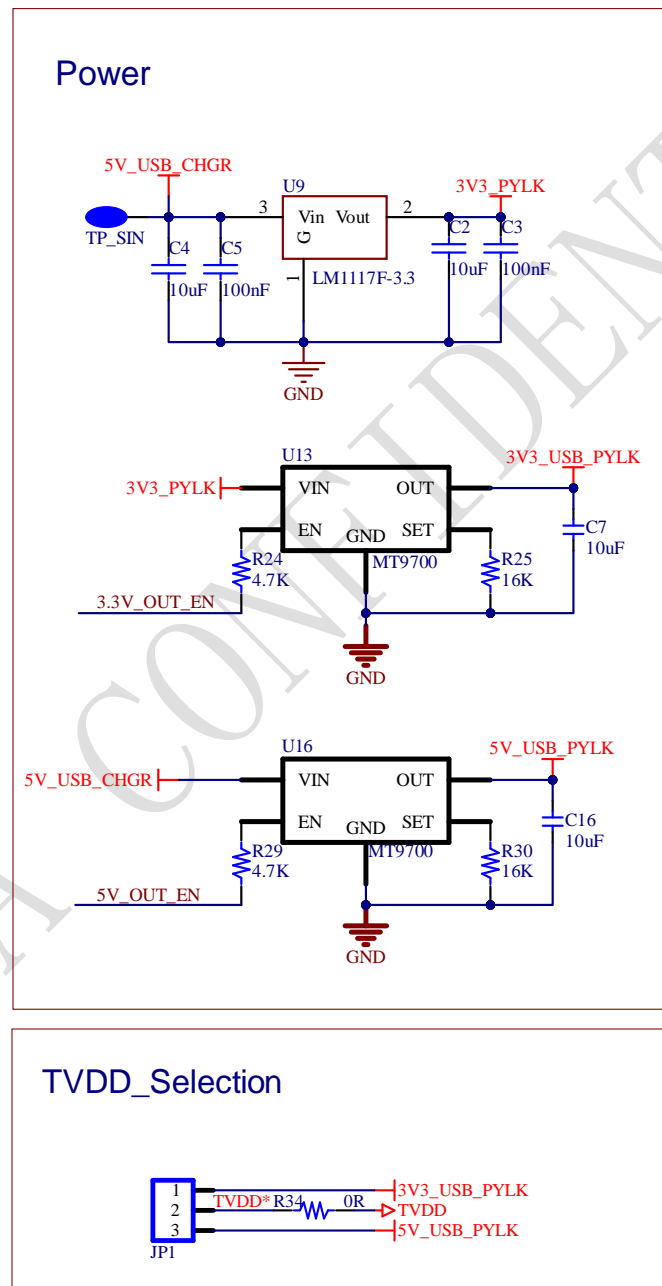 Power
5V_USB_CHGR
TP_SIN
C4
10uF
C5
100nF
U9
3
Vin
Vout
2
G
1
LM1117F-3.3
3V3_PYLK
C2
10uF
C3
100nF
GND
U13
3V3_PYLK
VIN
OUT
EN
GND
SET
MT9700
3V3_USB_PYLK
C7
10uF
R24
4.7K
R25
16K
3.3V_OUT_EN
GND
U16
5V_USB_CHGR
VIN
OUT
EN
GND
SET
MT9700
5V_USB_PYLK
C16
10uF
R29
4.7K
R30
16K
5V_OUT_EN
GND
A CONFIDENT
TVDD_Selection
1
2
3
JP1
TVDD*
R34
0R
3V3_USB_PYLK
TVDD
5V_USB_PYLK